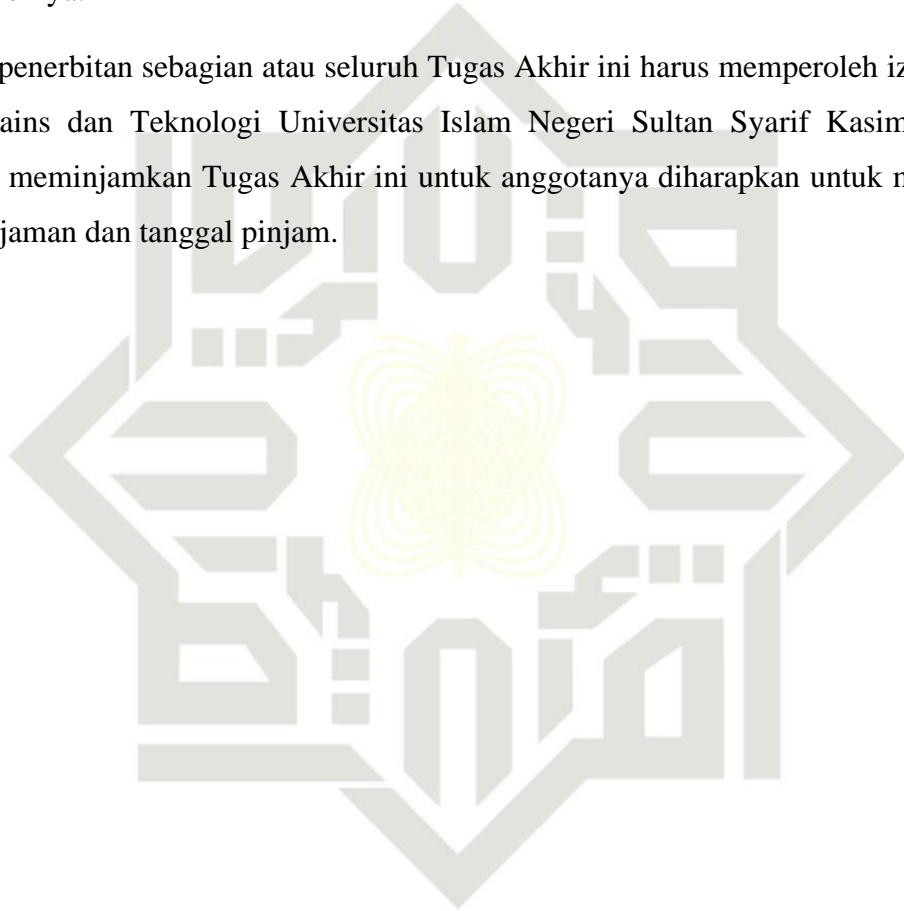 penerbitan sebagian atau seluruh Tugas Akhir ini harus memperoleh iz
ains dan Teknologi Universitas Islam Negeri Sultan Syarif Kasim
meminjamkan Tugas Akhir ini untuk anggotanya diharapkan untuk
jaman dan tanggal pinjam.